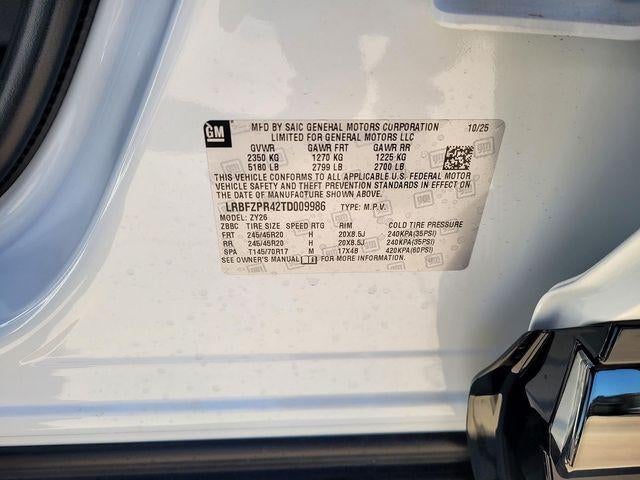 GM
MFD BY SAIC GENERAL MOTORS CORPORATION 10/25
LIMITED FOR GENERAL MOTORS LLC
GVWR GAWR FRT GAWR RR
2350 KG 1270 KG 1225 KG
5180 LB 2799 LB 2700 LB
THIS VEHICLE CONFORMS TO ALL APPLICABLE U.S. FEDERAL MOTOR
VEHICLE SAFETY AND THEFT PREVENTION STANDARDS IN EFFECT ON
THE DATE OF MANUFACTURE SHOWN ABOVE.
LRBFZPR42TD009986 TYPE: M.P.V.
MODEL: ZY26
ZBBC TIRE SIZE SPEED RTG RIM COLD TIRE PRESSURE
FRT 245/45R20 H 20X8.5J 240KPA(35PSI)
RR 245/45R20 H 20X8.5J 240KPA(35PSI)
SPA T145/70R17 M 17X4B 420KPA(60PSI)
SEE OWNER'S MANUAL FOR MORE INFORMATION.